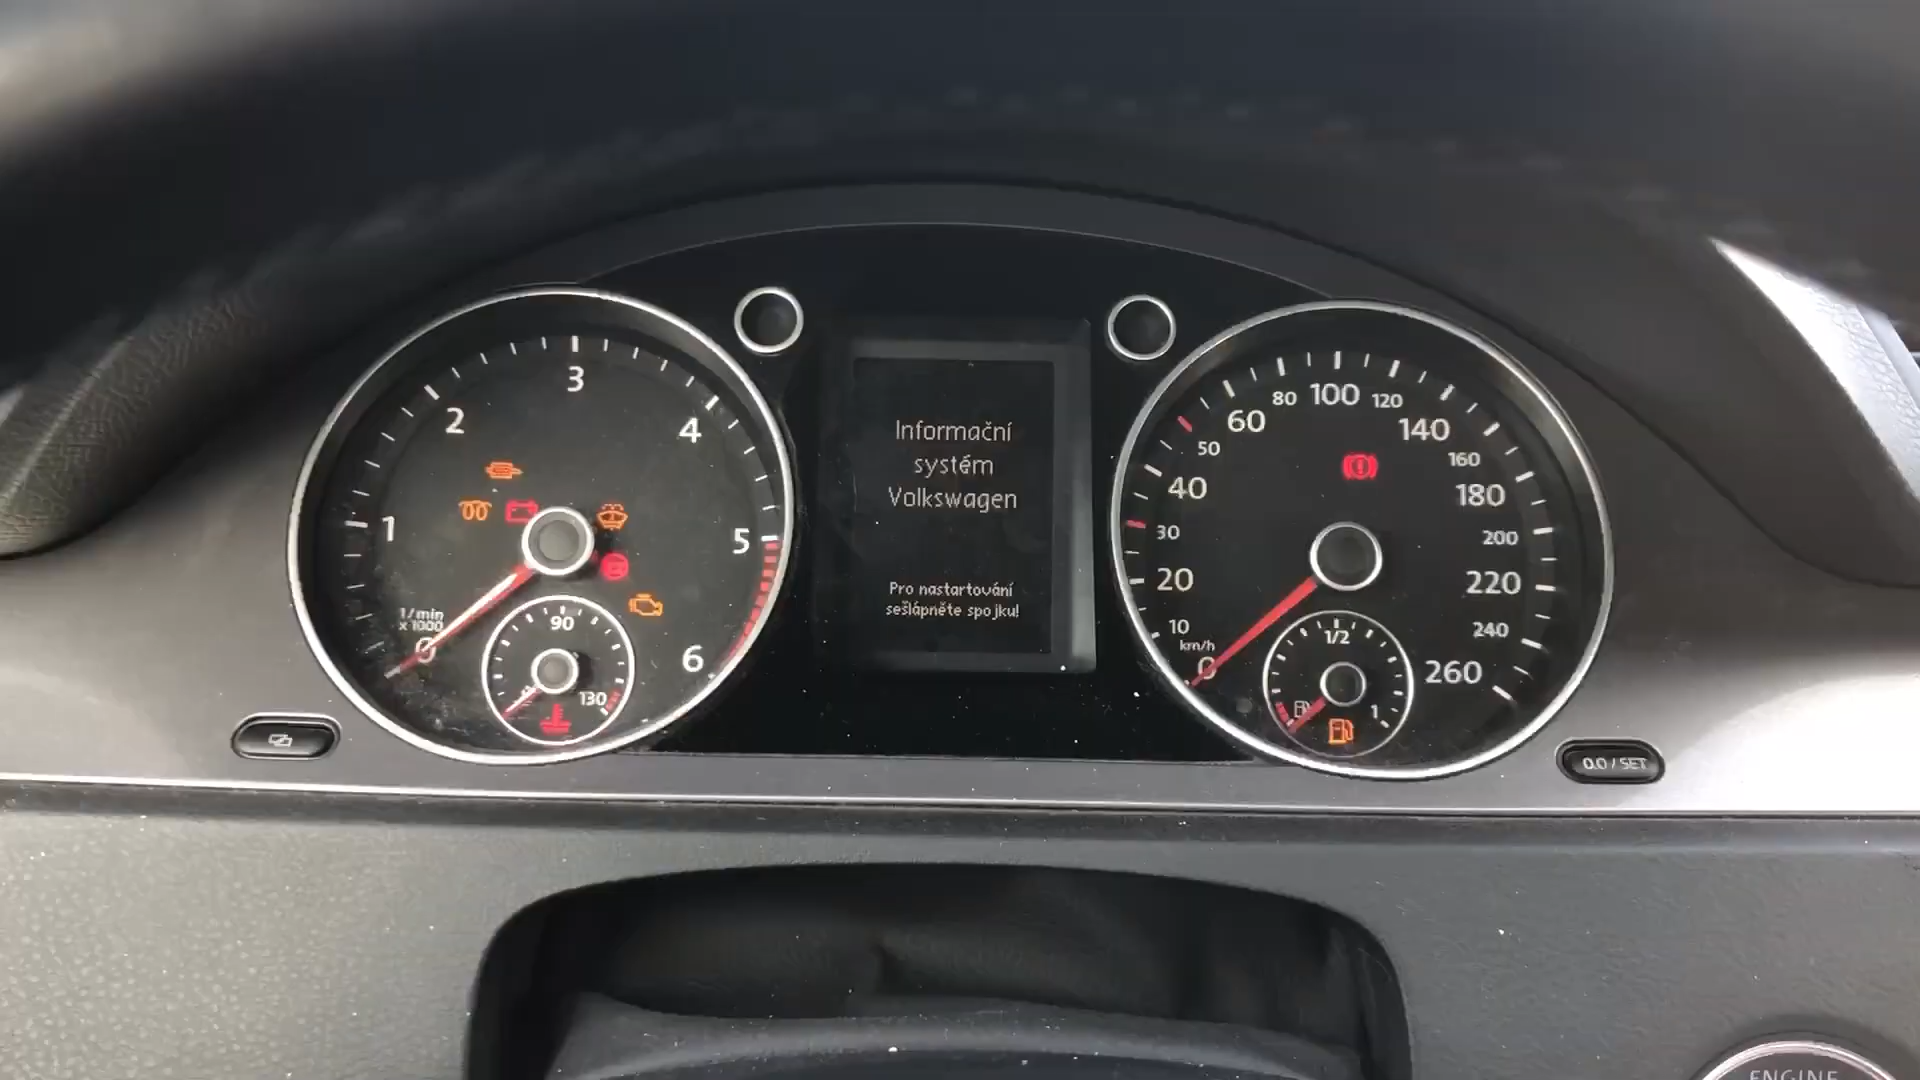 1/min
x 1000
0
1
2
3
4
5
6
90
130
Informační
systém
Volkswagen
Pro nastartování
sešlápněte spojku!
km/h
0
10
20
30
40
50
60
80
100
120
140
160
180
200
220
240
260
1/2
1
0.0 / SET
ENGINE